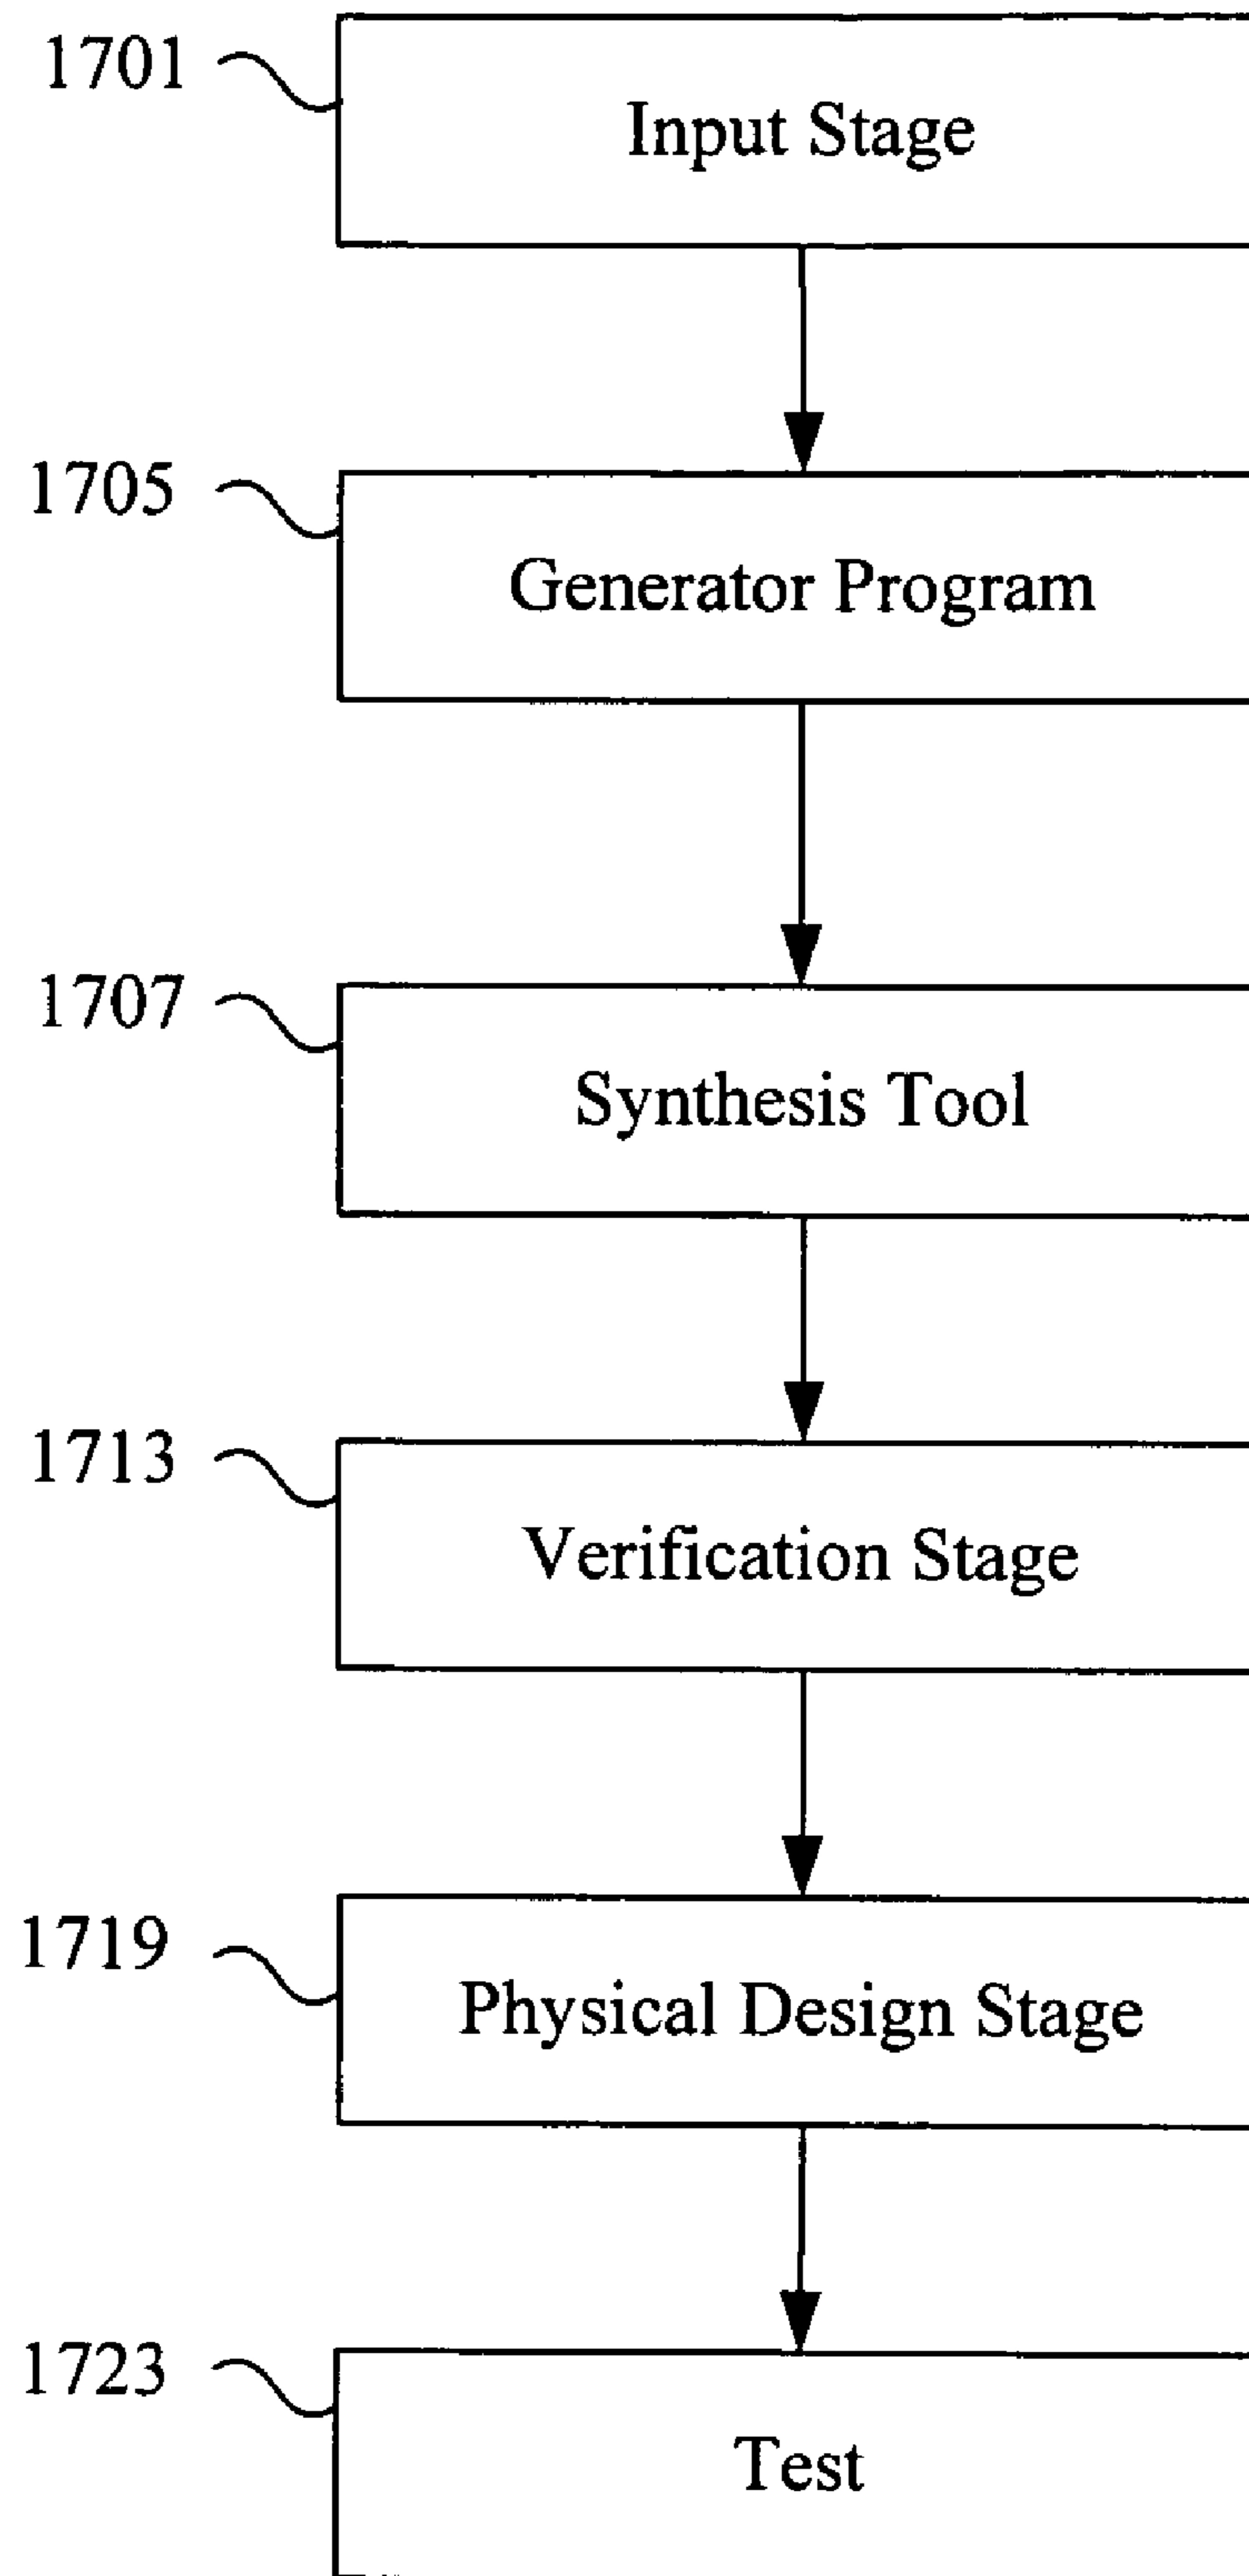 1701
Input Stage
1705
Generator Program
1707
Synthesis Tool
1713
Verification Stage
1719
Physical Design Stage
1723
Test